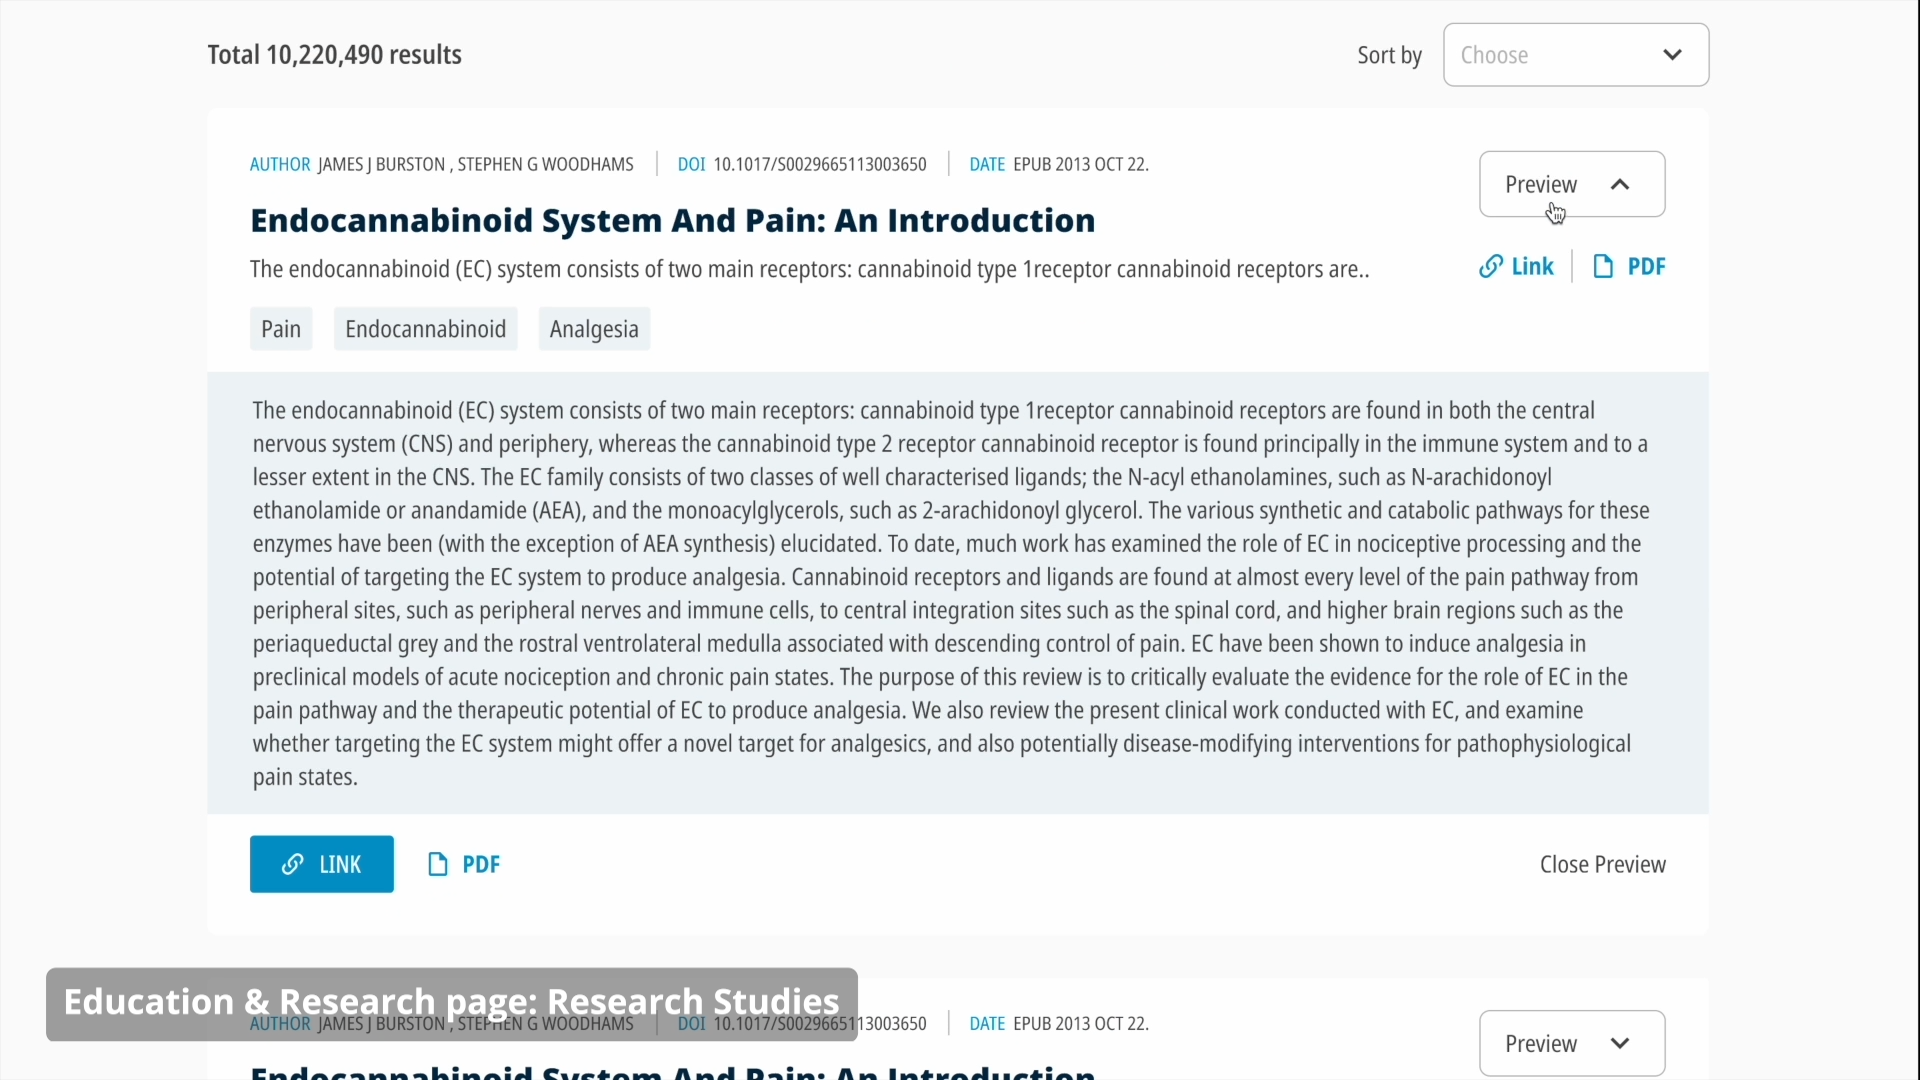 Total 10,220,490 results
Sort by
Choose
AUTHOR JAMES J BURSTON , STEPHEN G WOODHAMS DOI 10.1017/S0029665113003650 DATE EPUB 2013 OCT 22.
Preview
Endocannabinoid System And Pain: An Introduction
The endocannabinoid (EC) system consists of two main receptors: cannabinoid type 1receptor cannabinoid receptors are..
Link PDF
Pain Endocannabinoid Analgesia
The endocannabinoid (EC) system consists of two main receptors: cannabinoid type 1receptor cannabinoid receptors are found in both the central
nervous system (CNS) and periphery, whereas the cannabinoid type 2 receptor cannabinoid receptor is found principally in the immune system and to a
lesser extent in the CNS. The EC family consists of two classes of well characterised ligands; the N-acyl ethanolamines, such as N-arachidonoyl
ethanolamide or anandamide (AEA), and the monoacylglycerols, such as 2-arachidonoyl glycerol. The various synthetic and catabolic pathways for these
enzymes have been (with the exception of AEA synthesis) elucidated. To date, much work has examined the role of EC in nociceptive processing and the
potential of targeting the EC system to produce analgesia. Cannabinoid receptors and ligands are found at almost every level of the pain pathway from
peripheral sites, such as peripheral nerves and immune cells, to central integration sites such as the spinal cord, and higher brain regions such as the
periaqueductal grey and the rostral ventrolateral medulla associated with descending control of pain. EC have been shown to induce analgesia in
preclinical models of acute nociception and chronic pain states. The purpose of this review is to critically evaluate the evidence for the role of EC in the
pain pathway and the therapeutic potential of EC to produce analgesia. We also review the present clinical work conducted with EC, and examine
whether targeting the EC system might offer a novel target for analgesics, and also potentially disease-modifying interventions for pathophysiological
pain states.
LINK PDF
Close Preview
Education & Research page: Research Studies
AUTHOR JAMES J BURSTON , STEPHEN G WOODHAMS DOI 10.1017/S0029665113003650 DATE EPUB 2013 OCT 22.
Preview
Endocannabinoid System And Pain: An Introduction